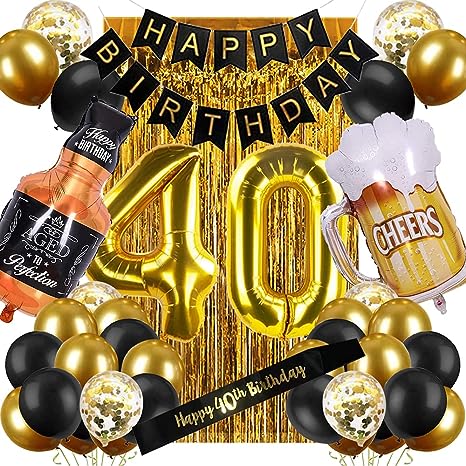 HAPPY
BIRTHDAY
Happy
BIRTHDAY
AGED
TO
Perfection
40
CHEERS
Happy 40th Birthday